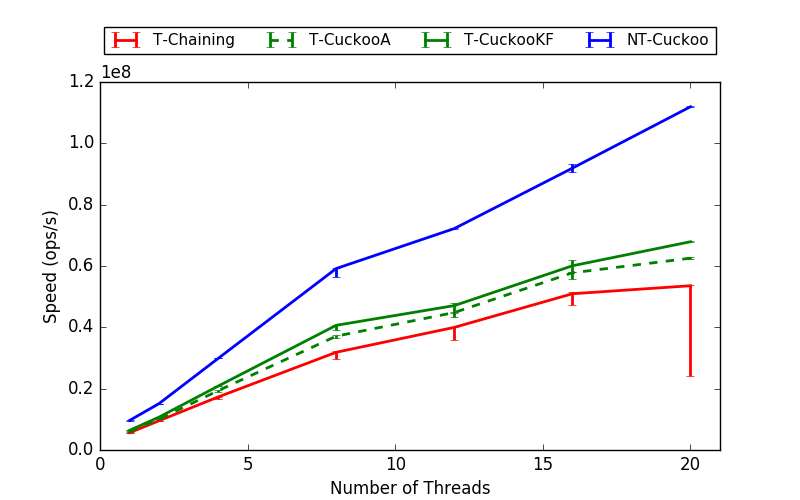 T-Chaining T-CuckooA T-CuckooKF NT-Cuckoo
1e8
1.2
1.0
0.8
0.6
0.4
0.2
0.0
Speed (ops/s)
0 5 10 15 20
Number of Threads